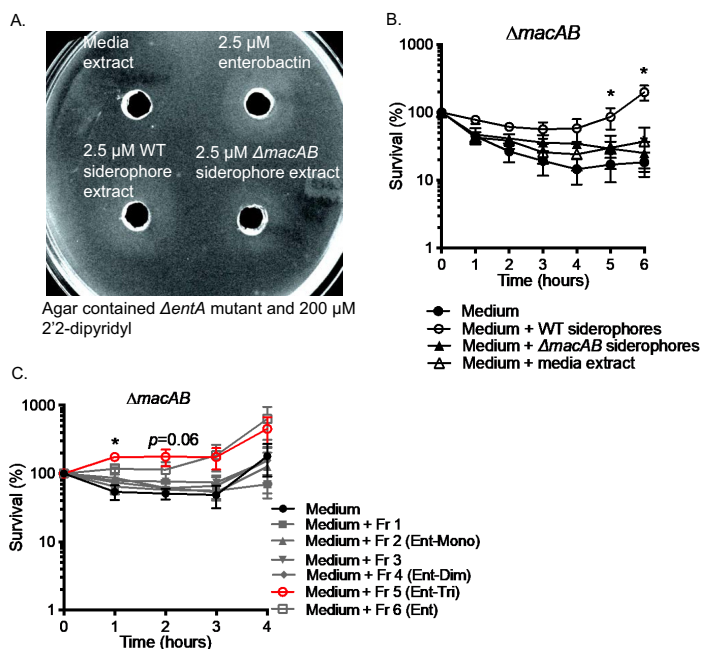 A.
Media
extract
2.5 µM
enterobactin
2.5 µM WT
siderophore
extract
2.5 µM ΔmacAB
siderophore extract
Agar contained ΔentA mutant and 200 µM
2'2-dipyridyl
B.
ΔmacAB
Survival (%)
1000
100
10
1
*
*
0 1 2 3 4 5 6
Time (hours)
Medium
Medium + WT siderophores
Medium + ΔmacAB siderophores
Medium + media extract
C.
ΔmacAB
Survival (%)
1000
100
10
1
*
p=0.06
0 1 2 3 4
Time (hours)
Medium
Medium + Fr 1
Medium + Fr 2 (Ent-Mono)
Medium + Fr 3
Medium + Fr 4 (Ent-Dim)
Medium + Fr 5 (Ent-Tri)
Medium + Fr 6 (Ent)